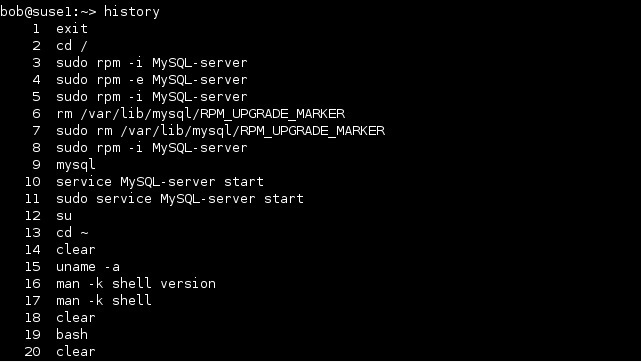 bob@suse1:~> history
1 exit
2 cd /
3 sudo rpm -i MySQL-server
4 sudo rpm -e MySQL-server
5 sudo rpm -i MySQL-server
6 rm /var/lib/mysql/RPM_UPGRADE_MARKER
7 sudo rm /var/lib/mysql/RPM_UPGRADE_MARKER
8 sudo rpm -i MySQL-server
9 mysql
10 service MySQL-server start
11 sudo service MySQL-server start
12 su
13 cd ~
14 clear
15 uname -a
16 man -k shell version
17 man -k shell
18 clear
19 bash
20 clear